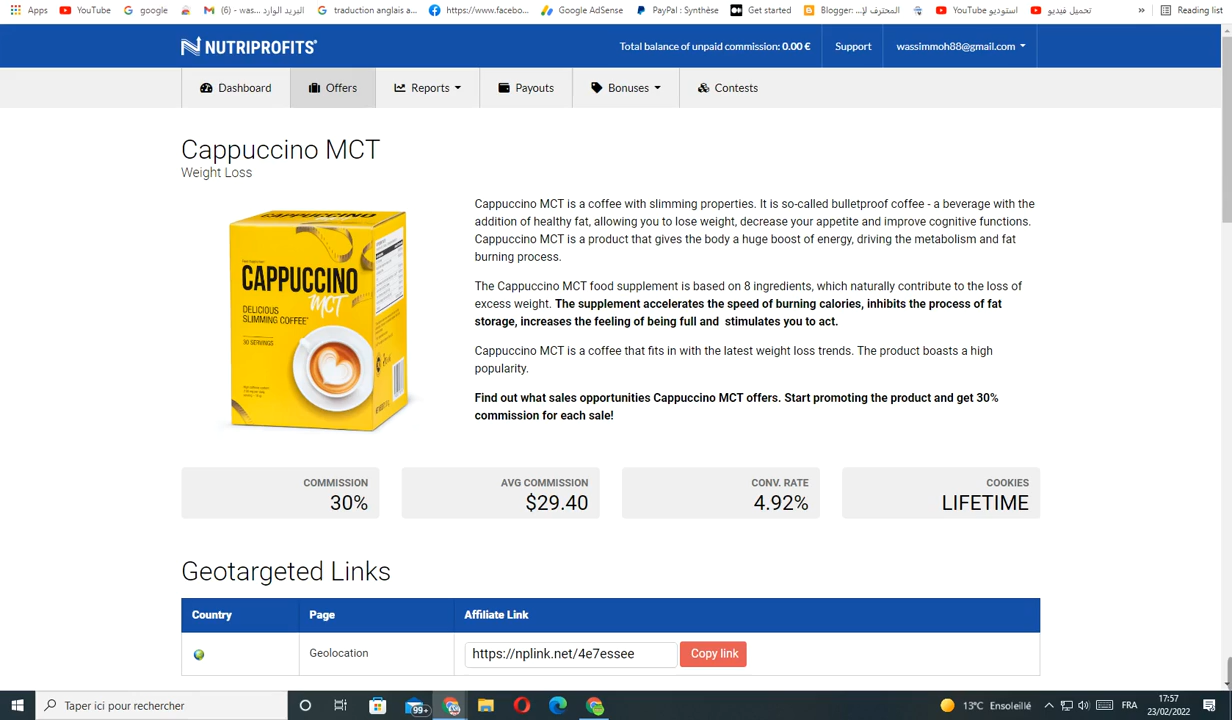 Apps YouTube google (6) - was... البريد الوارد traduction anglais a... https://www.facebo... Google AdSense PayPal : Synthèse Get started Blogger: المحترف لإ... YouTube استوديو تحميل فيديو » Reading list
NUTRIPROFITS®
Total balance of unpaid commission: 0.00 € Support wassimmoh88@gmail.com
Dashboard Offers Reports Payouts Bonuses Contests
Cappuccino MCT
Weight Loss
CAPPUCCINO
CAPPUCCINO
MCT
DELICIOUS
SLIMMING COFFEE
30 SERVINGS
Cappuccino MCT is a coffee with slimming properties. It is so-called bulletproof coffee - a beverage with the
addition of healthy fat, allowing you to lose weight, decrease your appetite and improve cognitive functions.
Cappuccino MCT is a product that gives the body a huge boost of energy, driving the metabolism and fat
burning process.
The Cappuccino MCT food supplement is based on 8 ingredients, which naturally contribute to the loss of
excess weight. The supplement accelerates the speed of burning calories, inhibits the process of fat
storage, increases the feeling of being full and stimulates you to act.
Cappuccino MCT is a coffee that fits in with the latest weight loss trends. The product boasts a high
popularity.
Find out what sales opportunities Cappuccino MCT offers. Start promoting the product and get 30%
commission for each sale!
COMMISSION
30%
AVG COMMISSION
$29.40
CONV. RATE
4.92%
COOKIES
LIFETIME
Geotargeted Links
Country Page Affiliate Link
Geolocation https://nplink.net/4e7essee Copy link
Taper ici pour rechercher 99+ 13°C Ensoleillé FRA 17:57
23/02/2022